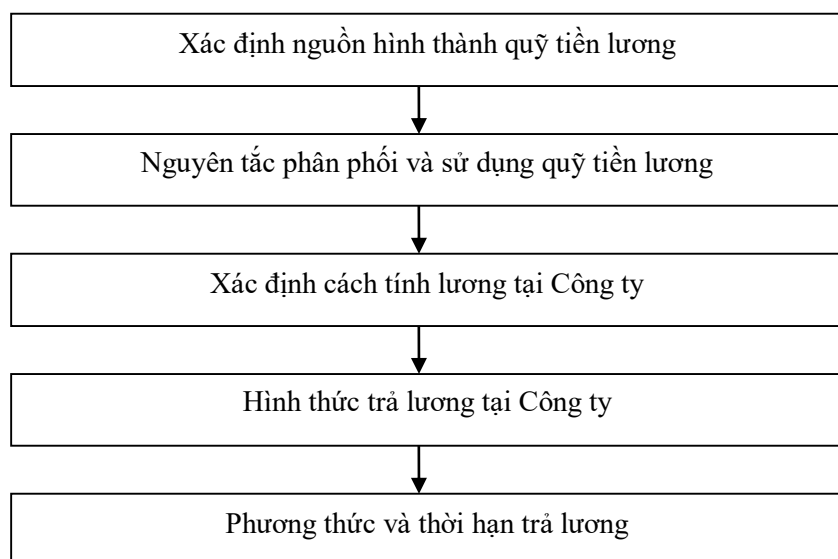 Xác định nguồn hình thành quỹ tiền lương
Nguyên tắc phân phối và sử dụng quỹ tiền lương
Xác định cách tính lương tại Công ty
Hình thức trả lương tại Công ty
Phương thức và thời hạn trả lương